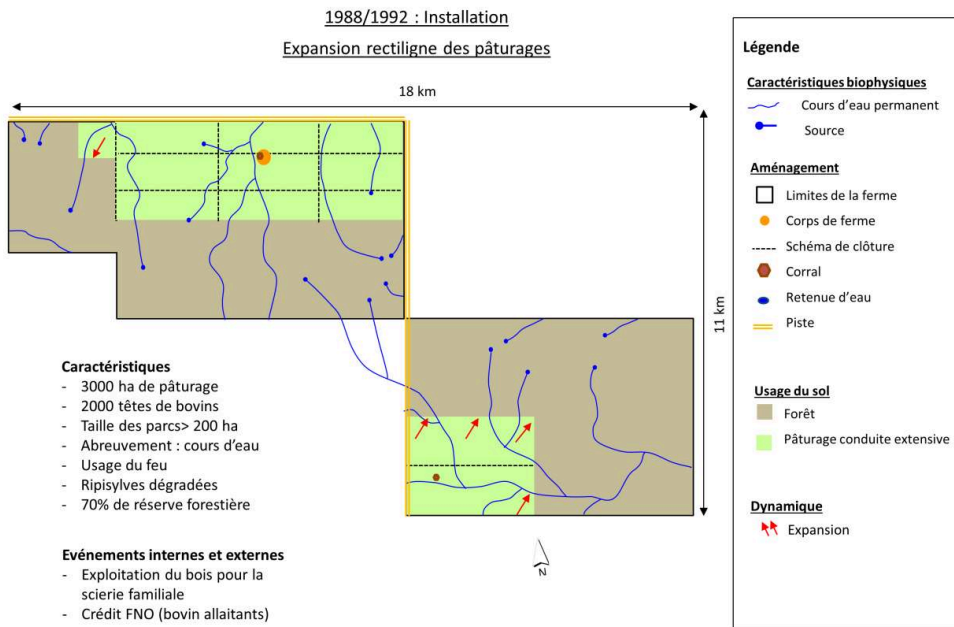 1988/1992 : Installation
Expansion rectiligne des pâturages
18 km
11 km
Caractéristiques
- 3000 ha de pâturage
- 2000 têtes de bovins
- Taille des parcs> 200 ha
- Abreuvement : cours d'eau
- Usage du feu
- Ripisylves dégradées
- 70% de réserve forestière
Evénements internes et externes
- Exploitation du bois pour la
scierie familiale
- Crédit FNO (bovin allaitants)
N
Légende
Caractéristiques biophysiques
Cours d'eau permanent
Source
Aménagement
Limites de la ferme
Corps de ferme
Schéma de clôture
Corral
Retenue d'eau
Piste
Usage du sol
Forêt
Pâturage conduite extensive
Dynamique
Expansion